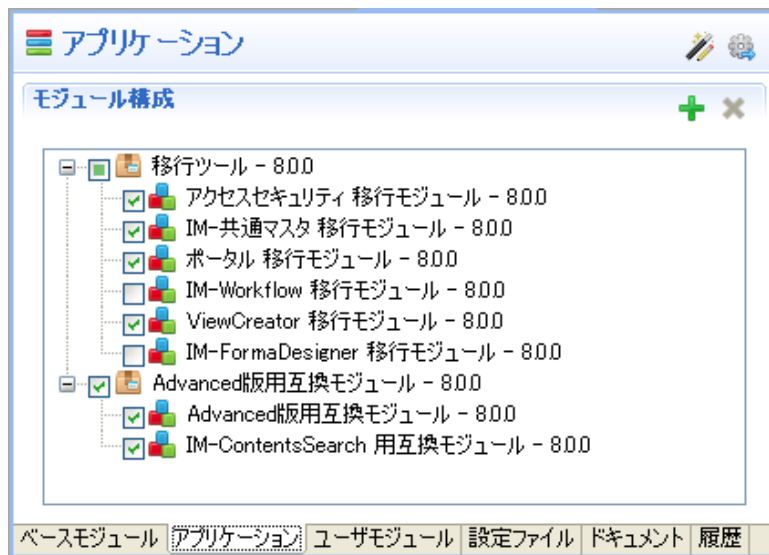 アプリケーション
モジュール構成
移行ツール - 8.0.0
アクセスセキュリティ 移行モジュール - 8.0.0
IM-共通マスタ 移行モジュール - 8.0.0
ポータル 移行モジュール - 8.0.0
IM-Workflow 移行モジュール - 8.0.0
ViewCreator 移行モジュール - 8.0.0
IM-FormaDesigner 移行モジュール - 8.0.0
Advanced版用互換モジュール - 8.0.0
Advanced版用互換モジュール - 8.0.0
IM-ContentsSearch 用互換モジュール - 8.0.0
ベースモジュール アプリケーション ユーザモジュール 設定ファイル ドキュメント 履歴